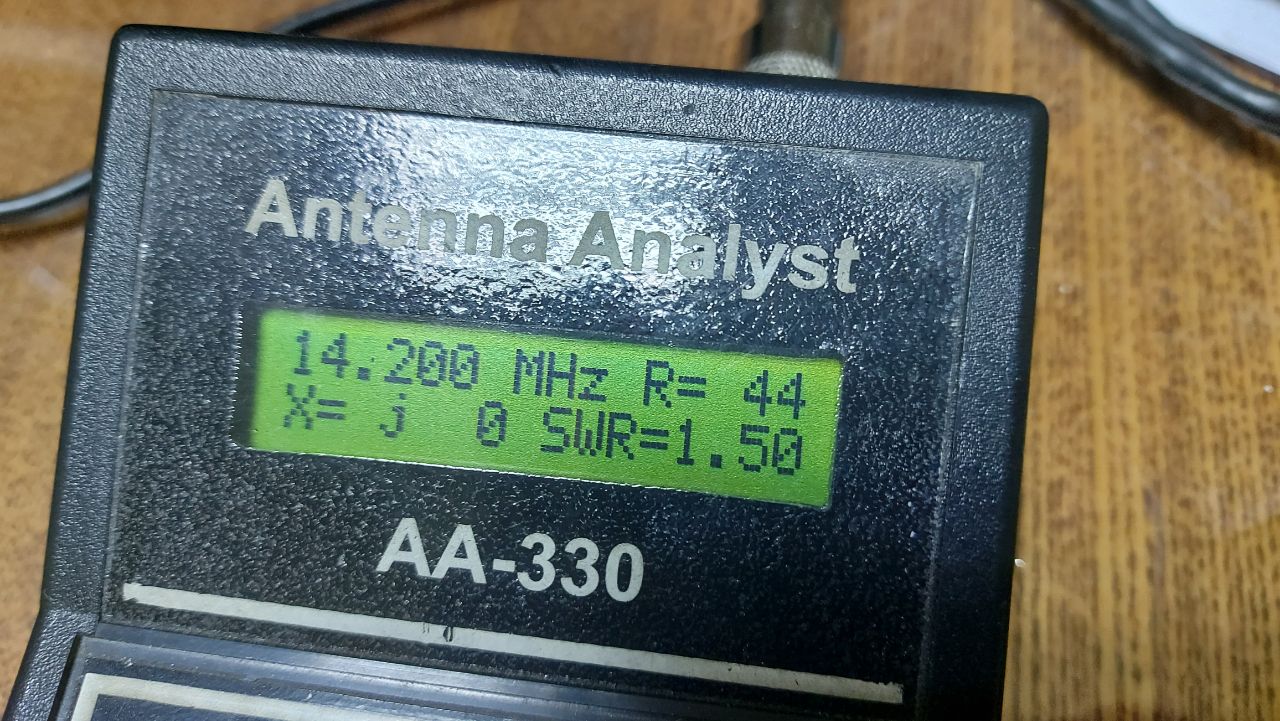 Antenna Analyst
14.200 MHz R= 44
X= j 0 SWR=1.50
AA-330